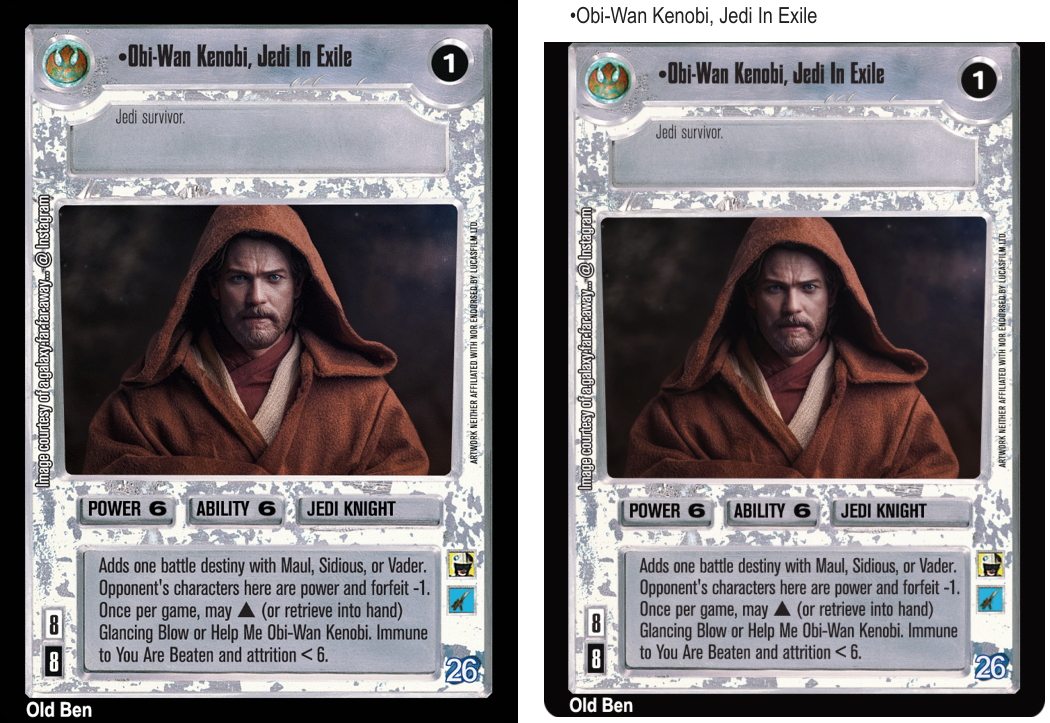 •Obi-Wan Kenobi, Jedi In Exile
1
Jedi survivor.
Image courtesy of agalaxyfarfaraway... @ Instagram
ARTWORK NEITHER AFFILIATED WITH NOR ENDORSED BY LUCASFILM LTD.
POWER 6
ABILITY 6
JEDI KNIGHT
Adds one battle destiny with Maul, Sidious, or Vader.
Opponent's characters here are power and forfeit -1.
Once per game, may ▲ (or retrieve into hand)
Glancing Blow or Help Me Obi-Wan Kenobi. Immune
to You Are Beaten and attrition < 6.
8
8
26
Old Ben
•Obi-Wan Kenobi, Jedi In Exile
•Obi-Wan Kenobi, Jedi In Exile
1
Jedi survivor.
Image courtesy of agalaxyfarfaraway... @ Instagram
ARTWORK NEITHER AFFILIATED WITH NOR ENDORSED BY LUCASFILM LTD.
POWER 6
ABILITY 6
JEDI KNIGHT
Adds one battle destiny with Maul, Sidious, or Vader.
Opponent's characters here are power and forfeit -1.
Once per game, may ▲ (or retrieve into hand)
Glancing Blow or Help Me Obi-Wan Kenobi. Immune
to You Are Beaten and attrition < 6.
8
8
26
Old Ben